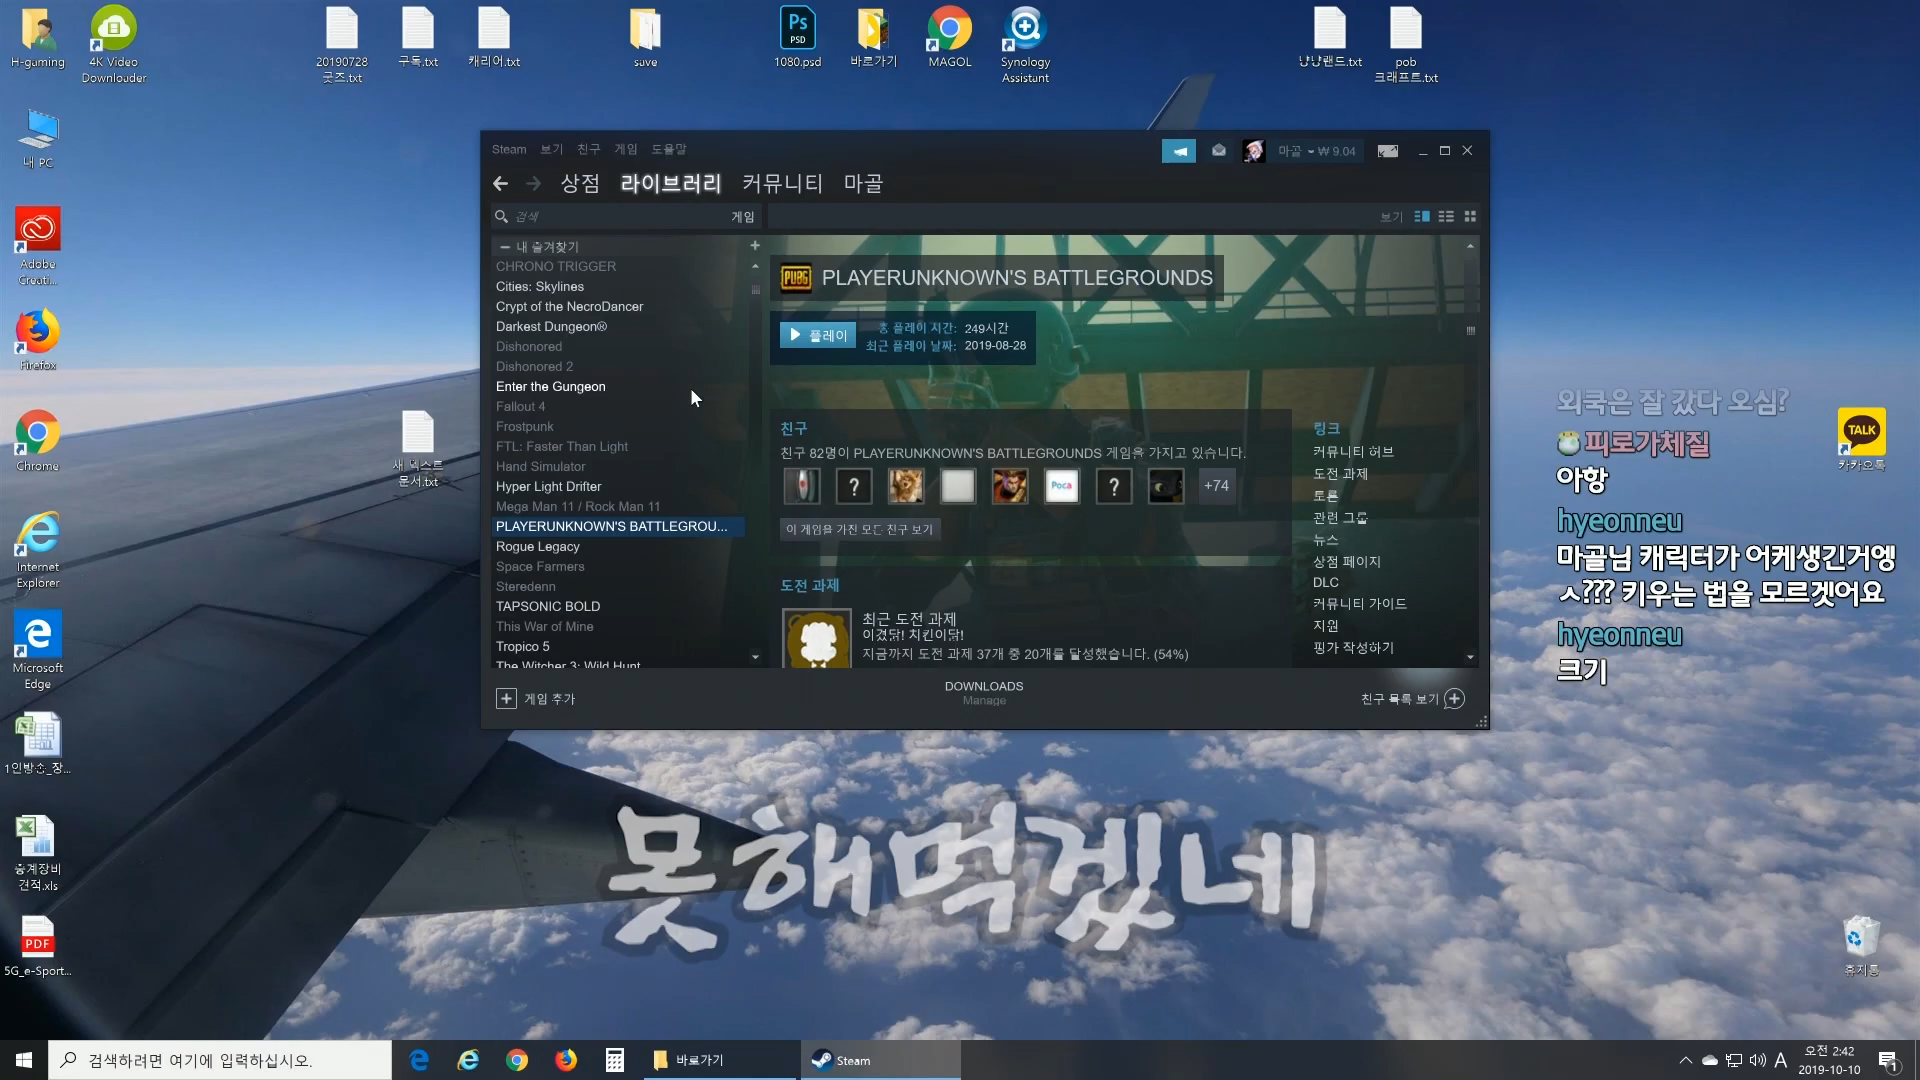 H-gaming
4K Video
Downloader
20190728
굿즈.txt
구독.txt
캐리어.txt
save
Ps
PSD
1080.psd
바로가기
MAGOL
Synology
Assistant
냥냥랜드.txt
pob
크래프트.txt
내 PC
Adobe
Creati...
Firefox
Chrome
Internet
Explorer
Microsoft
Edge
1인방송_장...
중계장비
견적.xls
PDF
5G_e-Sport...
새 텍스트
문서.txt
TALK
카카오톡
휴지통
Steam 보기 친구 게임 도움말
마골 ₩ 9.04
상점 라이브러리 커뮤니티 마골
검색 게임
보기
내 즐겨찾기
CHRONO TRIGGER
Cities: Skylines
Crypt of the NecroDancer
Darkest Dungeon®
Dishonored
Dishonored 2
Enter the Gungeon
Fallout 4
Frostpunk
FTL: Faster Than Light
Hand Simulator
Hyper Light Drifter
Mega Man 11 / Rock Man 11
PLAYERUNKNOWN'S BATTLEGROU...
Rogue Legacy
Space Farmers
Steredenn
TAPSONIC BOLD
This War of Mine
Tropico 5
The Witcher 3: Wild Hunt
PUBG
PLAYERUNKNOWN'S BATTLEGROUNDS
플레이
총 플레이 시간: 249시간
최근 플레이 날짜: 2019-08-28
친구
친구 82명이 PLAYERUNKNOWN'S BATTLEGROUNDS 게임을 가지고 있습니다.
? Poca ? +74
이 게임을 가진 모든 친구 보기
도전 과제
최근 도전 과제
이겼닭! 치킨이닭!
지금까지 도전 과제 37개 중 20개를 달성했습니다. (54%)
링크
커뮤니티 허브
도전 과제
토론
관련 그룹
뉴스
상점 페이지
DLC
커뮤니티 가이드
지원
평가 작성하기
게임 추가
DOWNLOADS
Manage
친구 목록 보기
외쿡은 잘 갔다 오심?
피로가체질
아항
hyeonneu
마골님 캐릭터가 어케생긴거엥
ㅅ??? 키우는 법을 모르겟어요
hyeonneu
크기
못해먹겠네
검색하려면 여기에 입력하십시오.
바로가기
Steam
A
오전 2:42
2019-10-10
1